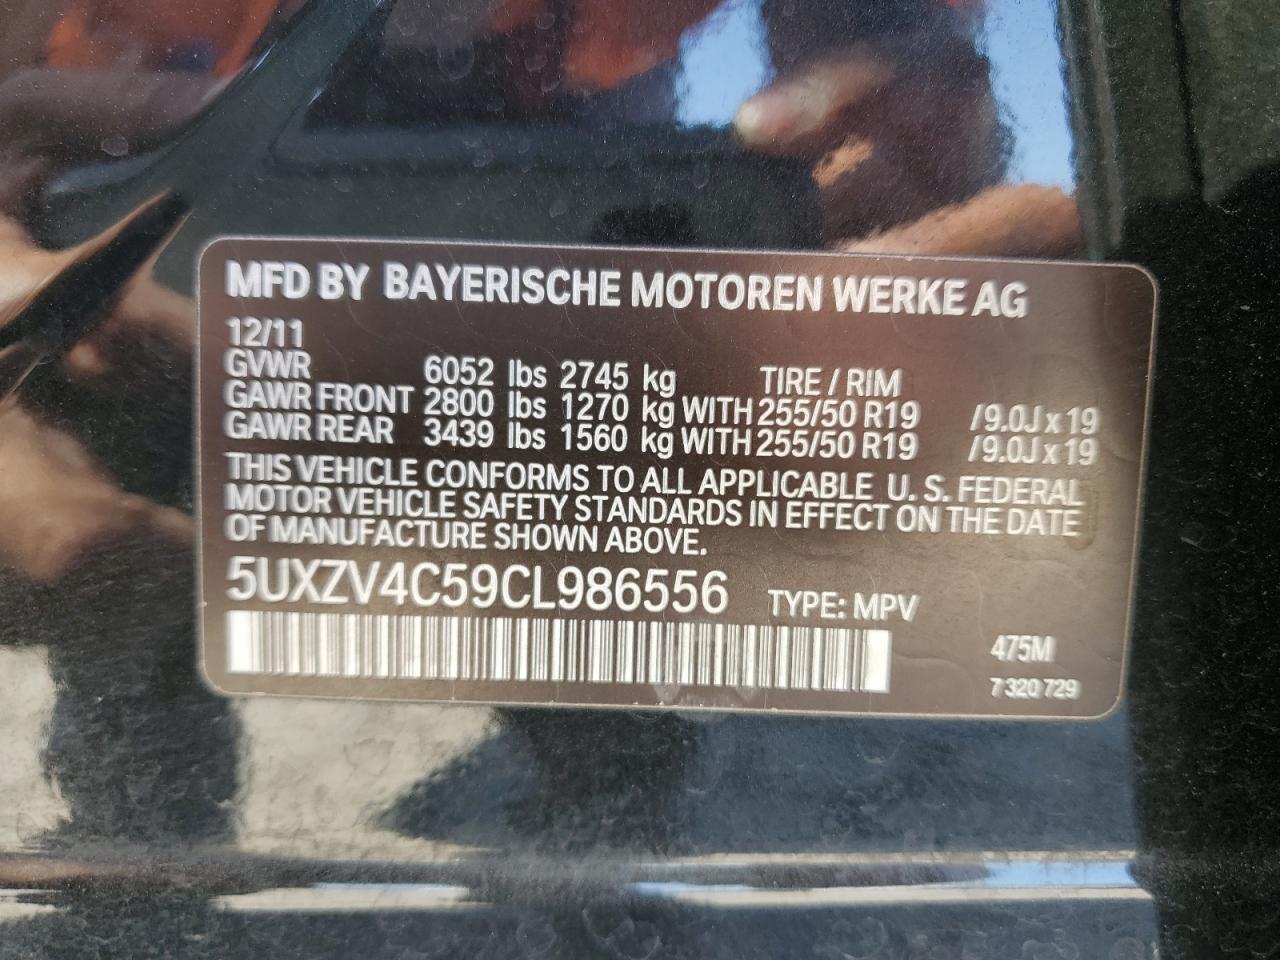 MFD BY BAYERISCHE MOTOREN WERKE AG
12/11
GVWR 6052 lbs 2745 kg TIRE / RIM
GAWR FRONT 2800 lbs 1270 kg WITH 255/50 R19 /9.0J x 19
GAWR REAR 3439 lbs 1560 kg WITH 255/50 R19 /9.0J x 19
THIS VEHICLE CONFORMS TO ALL APPLICABLE U. S. FEDERAL
MOTOR VEHICLE SAFETY STANDARDS IN EFFECT ON THE DATE
OF MANUFACTURE SHOWN ABOVE.
5UXZV4C59CL986556 TYPE: MPV
475M
7 320 729